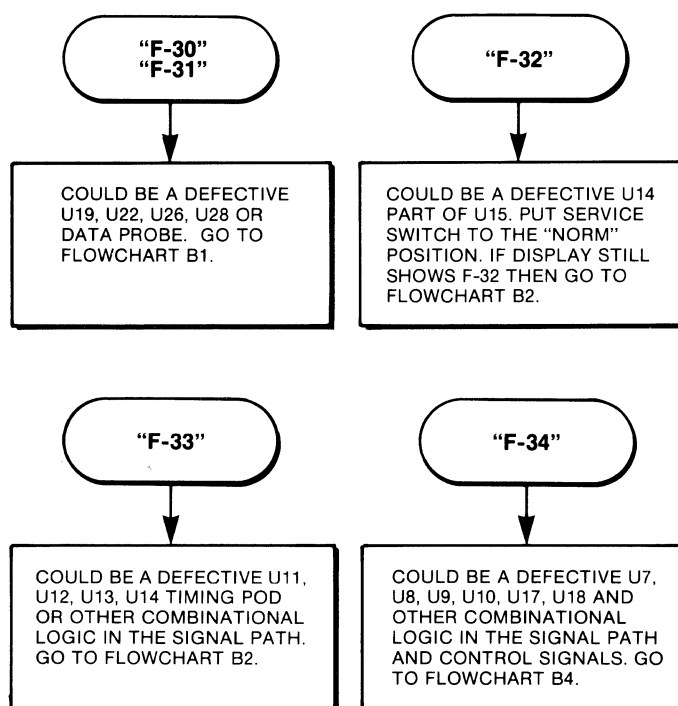 “F-30”
“F-31”
COULD BE A DEFECTIVE
U19, U22, U26, U28 OR
DATA PROBE. GO TO
FLOWCHART B1.
“F-32”
COULD BE A DEFECTIVE U14
PART OF U15. PUT SERVICE
SWITCH TO THE “NORM”
POSITION. IF DISPLAY STILL
SHOWS F-32 THEN GO TO
FLOWCHART B2.
“F-33”
COULD BE A DEFECTIVE U11,
U12, U13, U14 TIMING POD
OR OTHER COMBINATIONAL
LOGIC IN THE SIGNAL PATH.
GO TO FLOWCHART B2.
“F-34”
COULD BE A DEFECTIVE U7,
U8, U9, U10, U17, U18 AND
OTHER COMBINATIONAL
LOGIC IN THE SIGNAL PATH
AND CONTROL SIGNALS. GO
TO FLOWCHART B4.